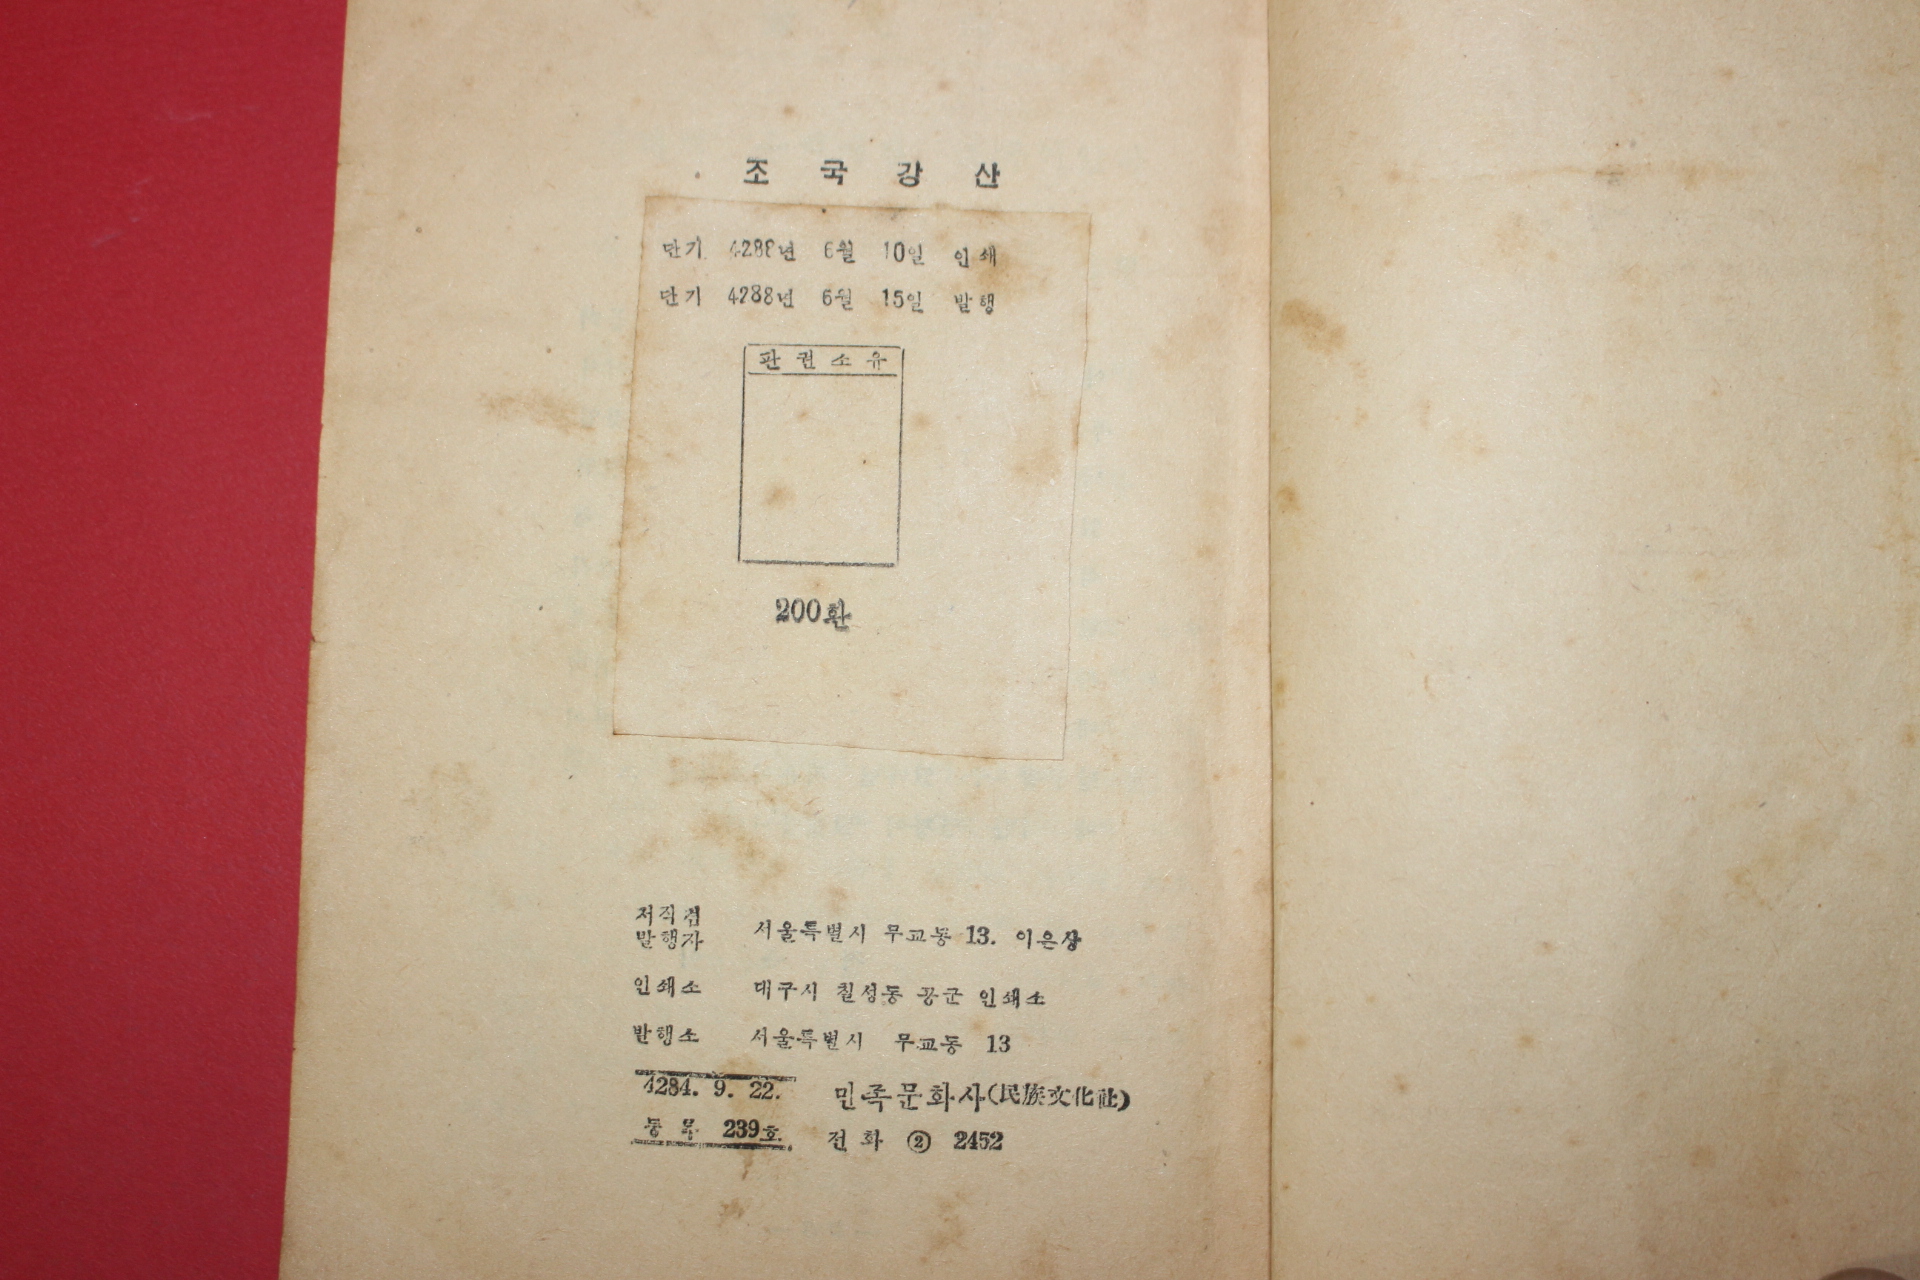 조국강산
단기 4288년 6월 10일 인쇄
단기 4288년 6월 15일 발행
판권소유
200환
저작겸
발행자 서울특별시 무교동 13. 이은상
인쇄소 대구시 칠성동 공군 인쇄소
발행소 서울특별시 무교동 13
4284. 9. 22. 민족문화사(民族文化社)
등록 239호. 전화 ② 2452